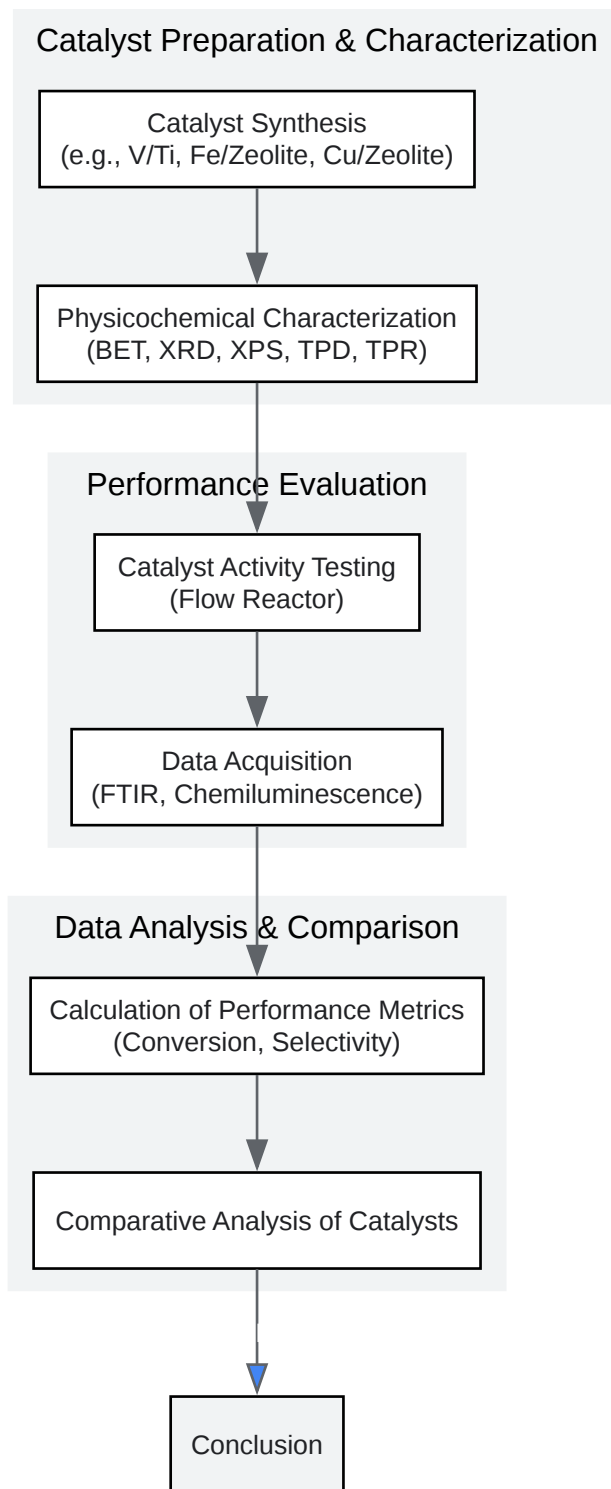 Catalyst Preparation & Characterization
Catalyst Synthesis
(e.g., V/Ti, Fe/Zeolite, Cu/Zeolite)
Physicochemical Characterization
(BET, XRD, XPS, TPD, TPR)
Performance Evaluation
Catalyst Activity Testing
(Flow Reactor)
Data Acquisition
(FTIR, Chemiluminescence)
Data Analysis & Comparison
Calculation of Performance Metrics
(Conversion, Selectivity)
Comparative Analysis of Catalysts
Conclusion